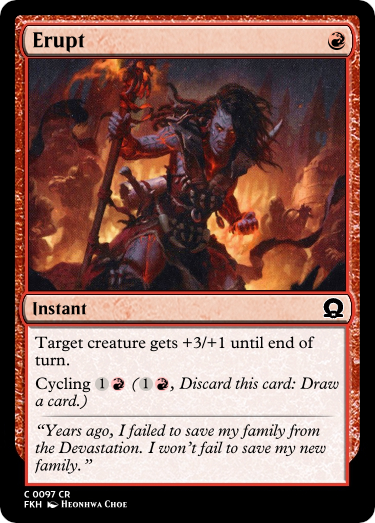 Erupt
Instant
Target creature gets +3/+1 until end of
turn.
Cycling 1 (1, Discard this card: Draw
a card.)
“Years ago, I failed to save my family from
the Devastation. I won’t fail to save my new
family.”
C 0097 CR
FKH Heonhwa Choe